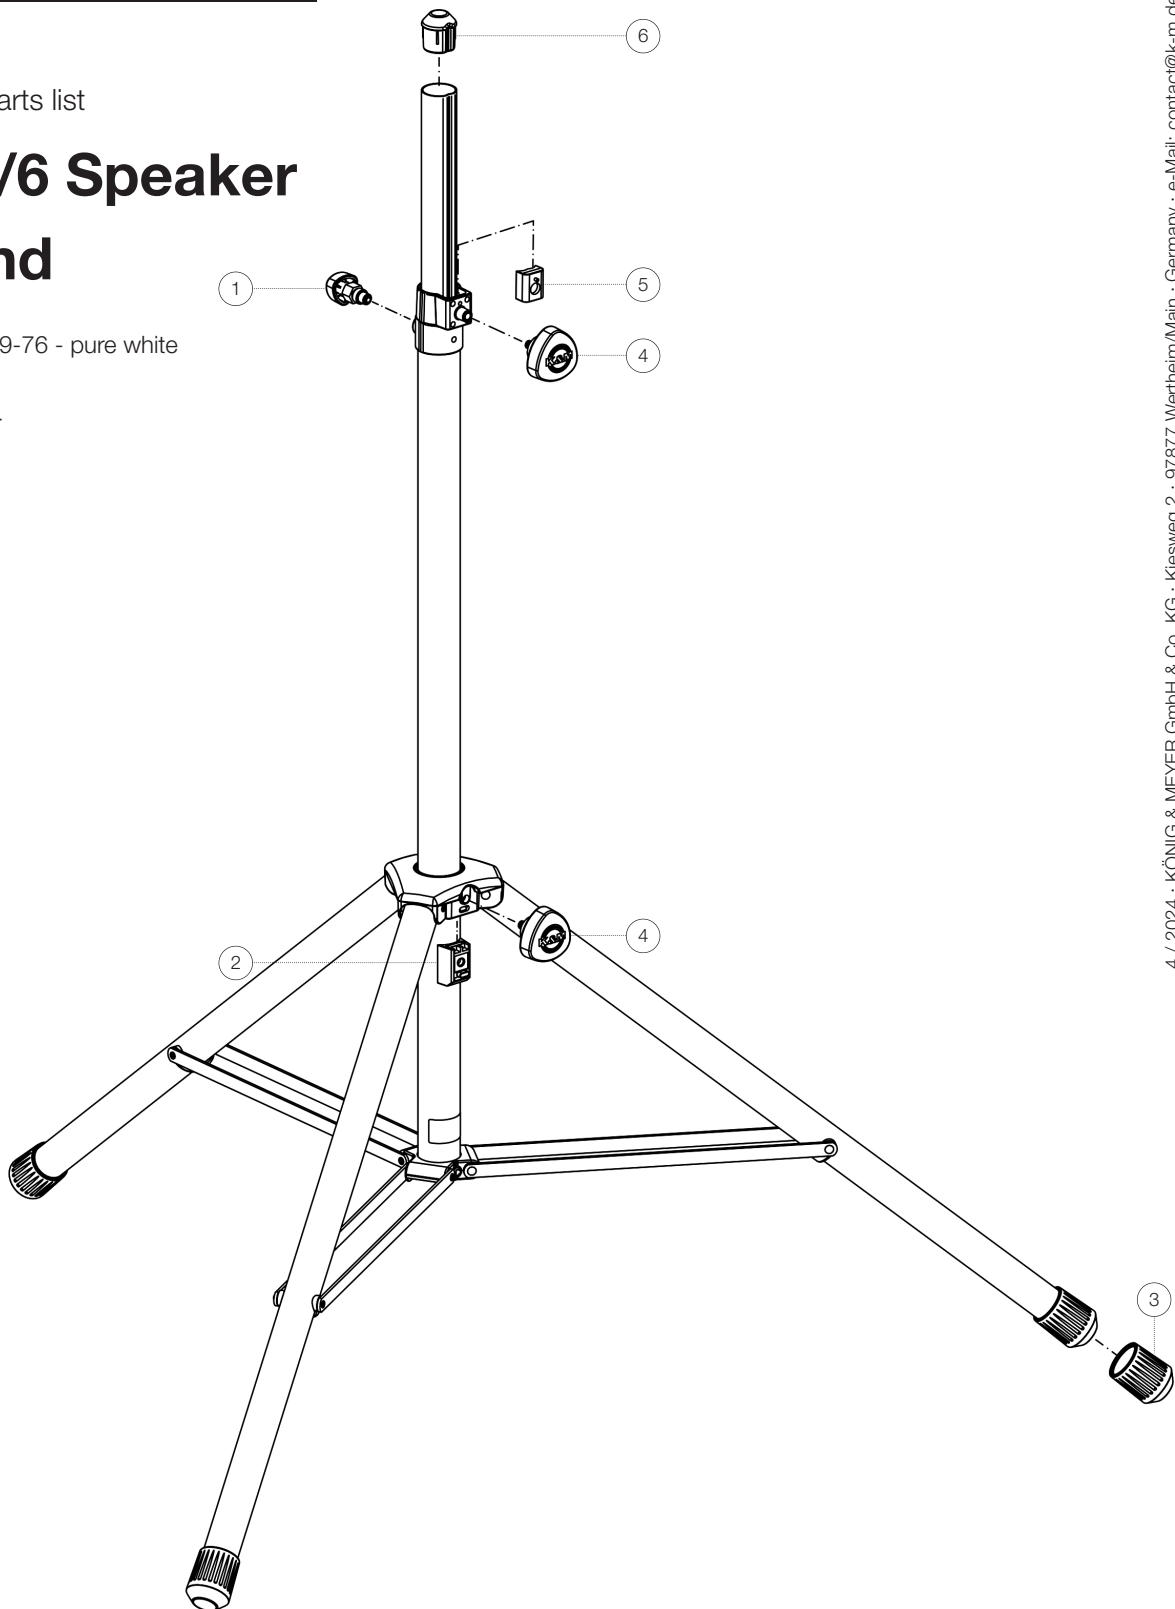 arts list
/6 Speaker
nd
9-76 - pure white
6
5
1
4
4
2
3
K&M
K&M
4 / 2024 · KÖNIG & MEYER GmbH & Co. KG · Kiesweg 2 · 97877 Wertheim/Main · Germany · e-Mail: contact@k-m.de